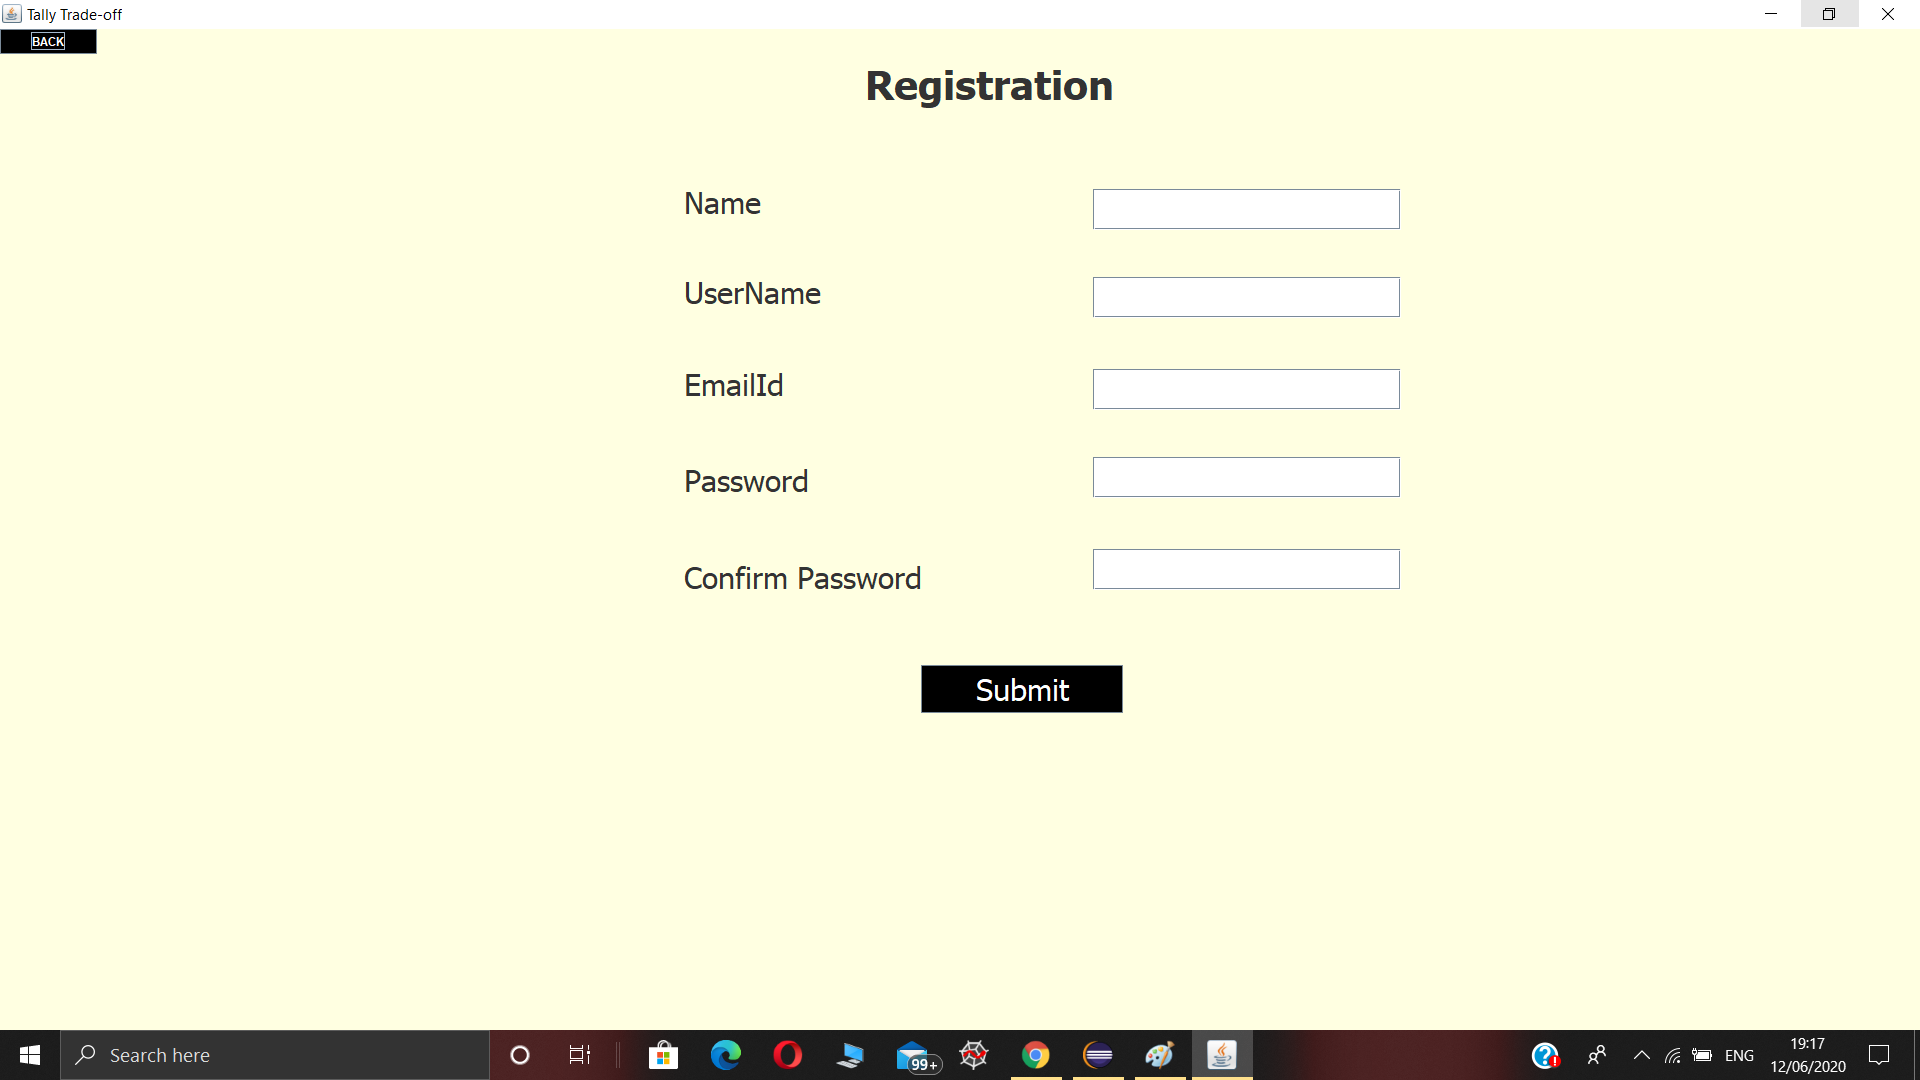 Tally Trade-off
BACK
Registration
Name
UserName
EmailId
Password
Confirm Password
Submit
Search here
99+
ENG
19:17
12/06/2020